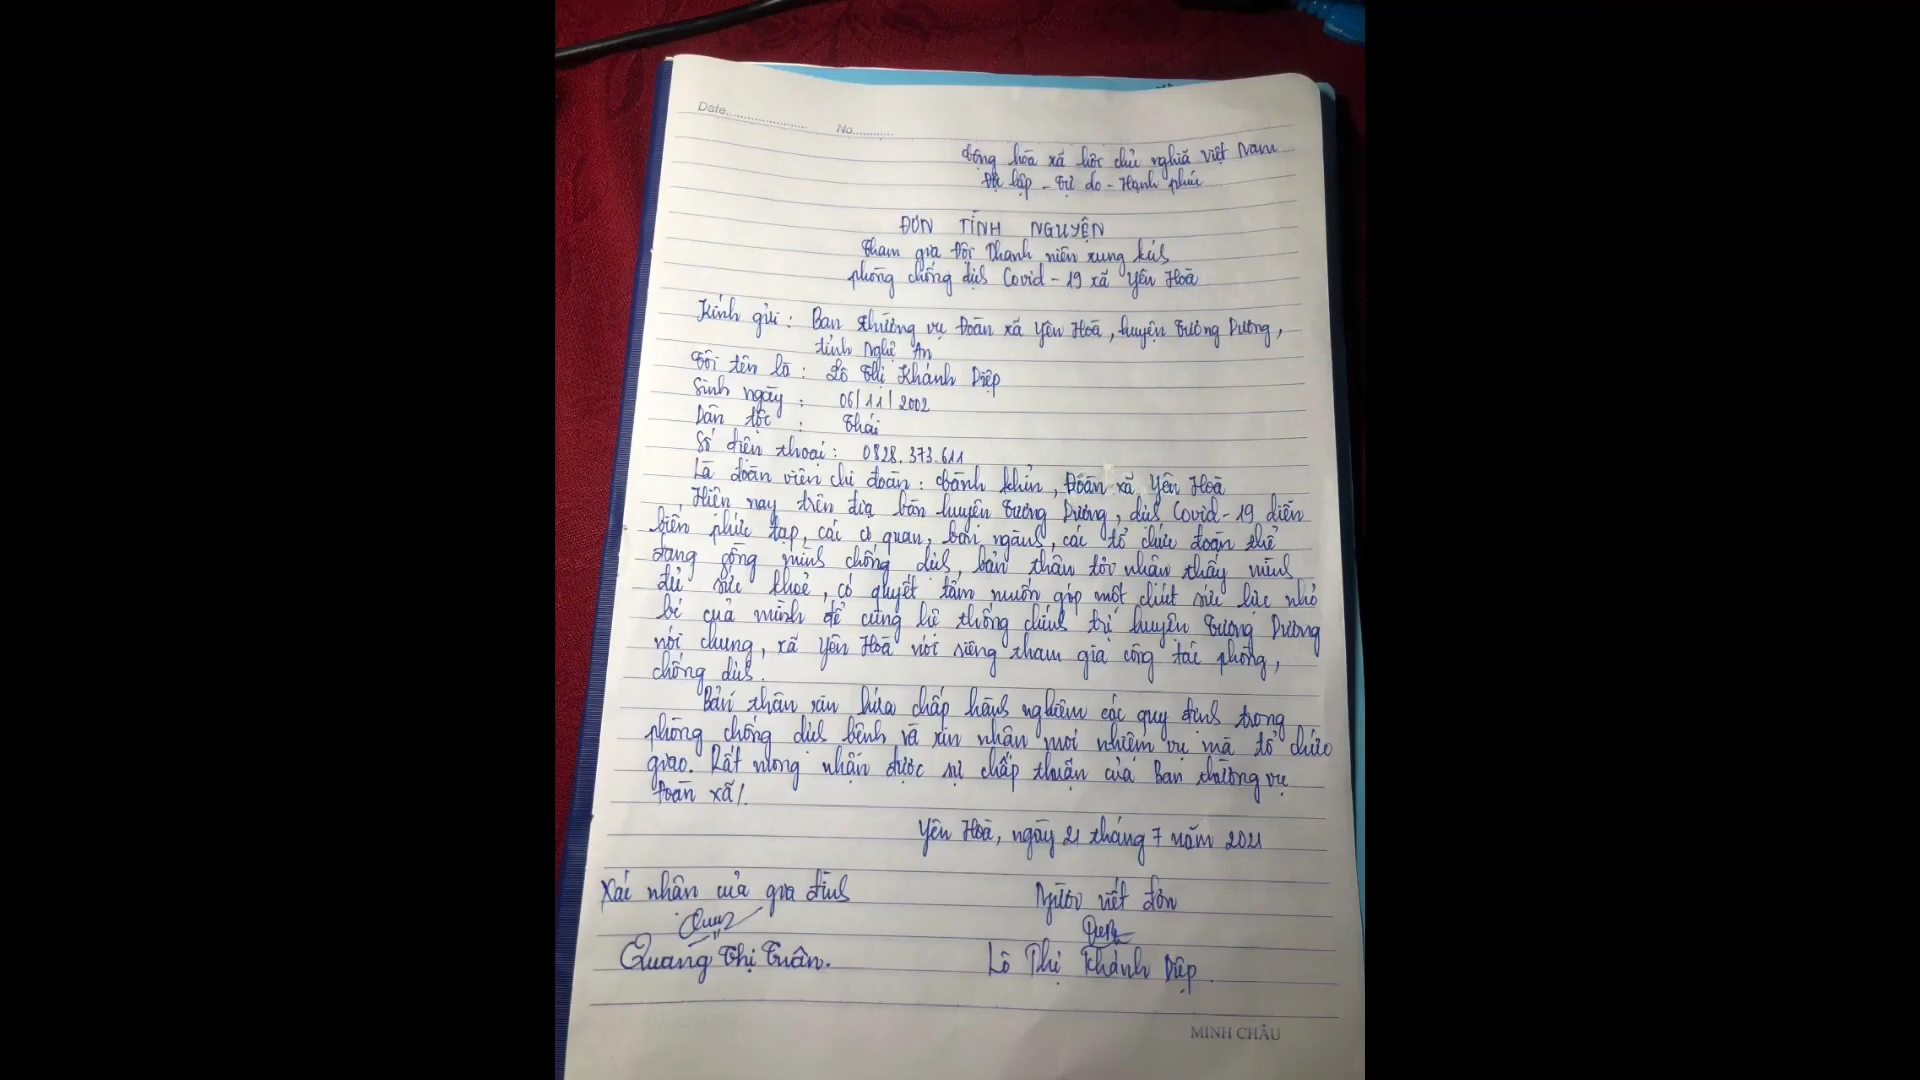 Date........................ No............
Cộng hòa xã hội chủ nghĩa Việt Nam
Độc lập - Tự do - Hạnh phúc
ĐƠN TÌNH NGUYỆN
Tham gia Đội Thanh niên xung kích
phòng chống dịch Covid-19 xã Yên Hoà
Kính gửi: Ban thường vụ Đoàn xã Yên Hoà, huyện Tương Dương,
tỉnh Nghệ An
Tôi tên là: Lô Thị Khánh Diệp
Sinh ngày: 06/11/2002
Dân tộc: Thái
Số điện thoại: 0828.373.611
Là đoàn viên chi đoàn: Cành Khỉn, Đoàn xã Yên Hoà
Hiện nay trên địa bàn huyện Tương Dương, dịch Covid-19 diễn
biến phức tạp, các cơ quan, ban ngành, các tổ chức đoàn thể
đang gồng mình chống dịch, bản thân tôi nhận thấy mình
đủ sức khoẻ, có quyết tâm muốn góp một chút sức lực nhỏ
bé của mình để cùng hệ thống chính trị huyện Tương Dương
nói chung, xã Yên Hoà nói riêng tham gia công tác phòng,
chống dịch.
Bản thân xin hứa chấp hành nghiêm các quy định trong
phòng chống dịch bệnh và xin nhận mọi nhiệm vụ mà tổ chức
giao. Rất mong nhận được sự chấp thuận của Ban thường vụ
Đoàn xã/.
Yên Hoà, ngày 21 tháng 7 năm 2021
Xác nhận của gia đình Người viết đơn
Quang Thị Tuân. Lô Thị Khánh Diệp
MINH CHÂU